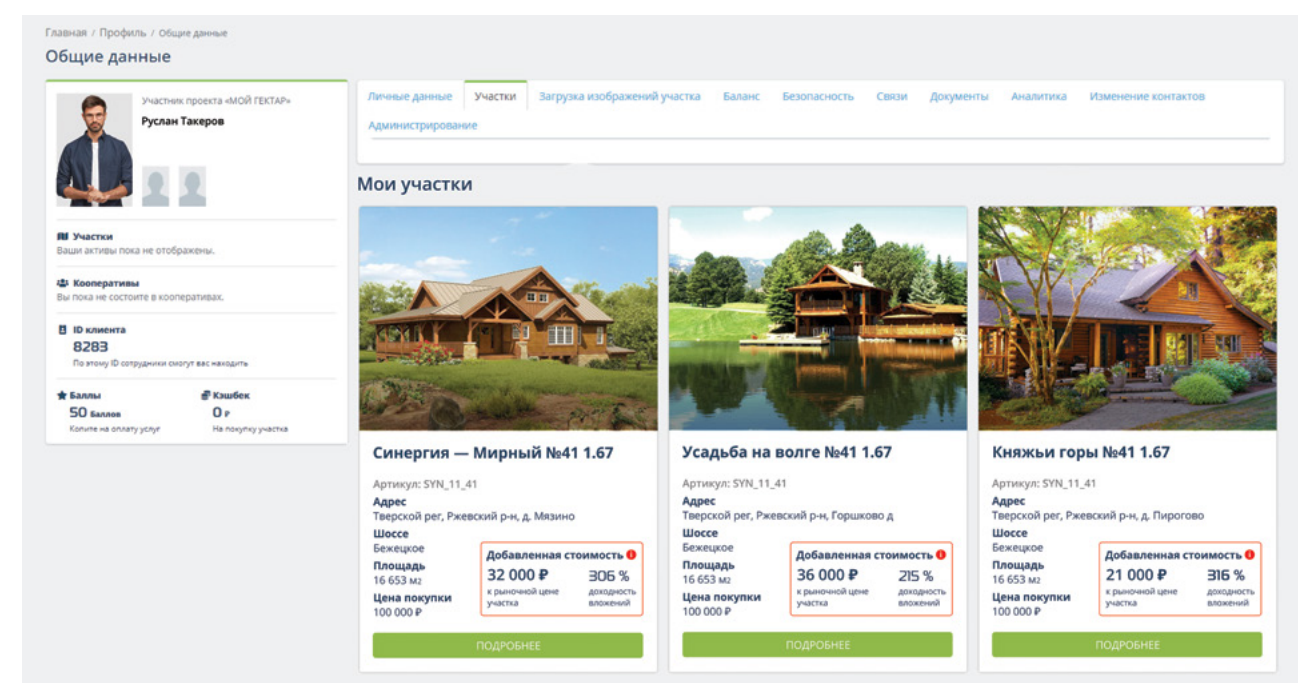 Главная / Профиль / Общие данные
Общие данные
Участник проекта «МОЙ ГЕКТАР»
Руслан Такеров
Участки
Ваши активы пока не отображены.
Кооперативы
Вы пока не состоите в кооперативах.
ID клиента
8283
По этому ID сотрудники смогут вас находить
Баллы Кэшбек
50 Баллов 0 ₽
Копите на оплату услуг На покупку участка
Личные данные Участки Загрузка изображений участка Баланс Безопасность Связи Документы Аналитика Изменение контактов
Администрирование
Мои участки
Синергия — Мирный №41 1.67
Артикул: SYN_11_41
Адрес
Тверской рег, Ржевский р-н, д. Мязино
Шоссе
Бежецкое
Площадь
16 653 м2
Цена покупки
100 000 ₽
Добавленная стоимость
32 000 ₽ 306 %
к рыночной цене доходность
участка вложений
ПОДРОБНЕЕ
Усадьба на волге №41 1.67
Артикул: SYN_11_41
Адрес
Тверской рег, Ржевский р-н, Горшково д
Шоссе
Бежецкое
Площадь
16 653 м2
Цена покупки
100 000 ₽
Добавленная стоимость
36 000 ₽ 215 %
к рыночной цене доходность
участка вложений
ПОДРОБНЕЕ
Княжьи горы №41 1.67
Артикул: SYN_11_41
Адрес
Тверской рег, Ржевский р-н, д. Пирогово
Шоссе
Бежецкое
Площадь
16 653 м2
Цена покупки
100 000 ₽
Добавленная стоимость
21 000 ₽ 316 %
к рыночной цене доходность
участка вложений
ПОДРОБНЕЕ